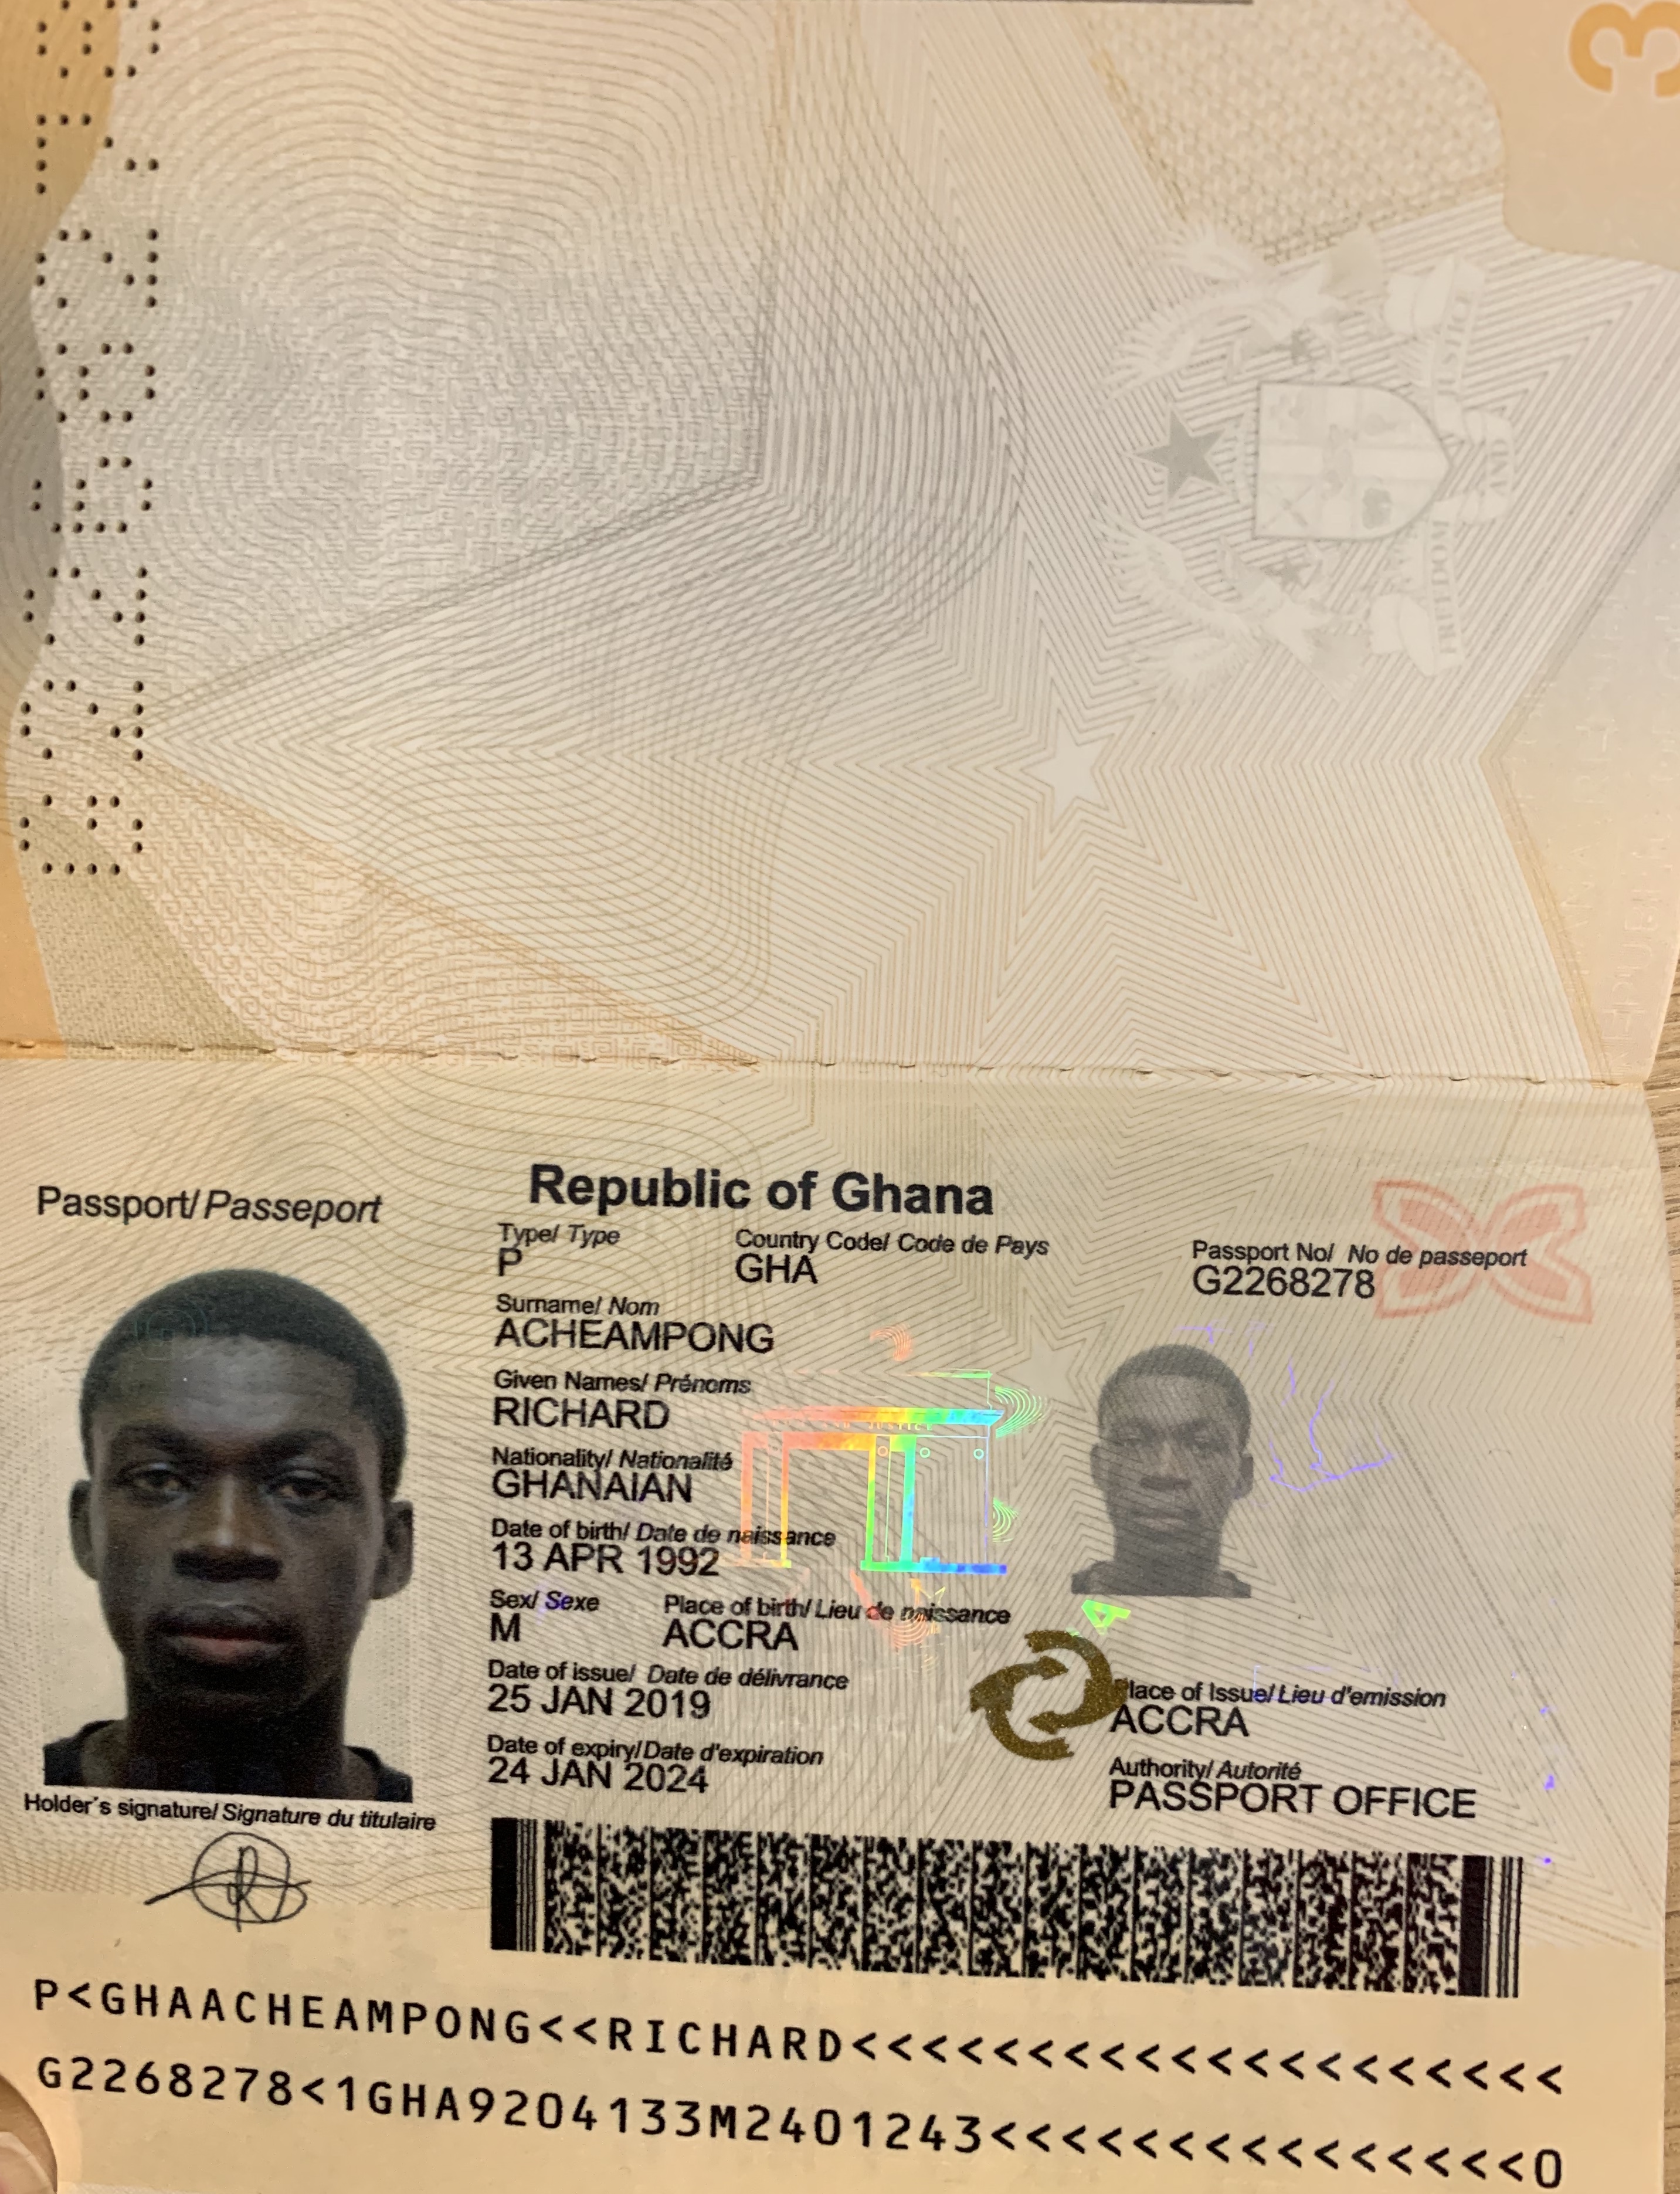 3
G2268278
Passport/Passeport
Republic of Ghana
Type/ Type
P
Country Code/ Code de Pays
GHA
Passport No/ No de passeport
G2268278
Surname/ Nom
ACHEAMPONG
Given Names/ Prénoms
RICHARD
Nationality/ Nationalité
GHANAIAN
Date of birth/ Date de naissance
13 APR 1992
Sex/ Sexe
M
Place of birth/ Lieu de naissance
ACCRA
Date of issue/ Date de délivrance
25 JAN 2019
Place of Issue/ Lieu d'emission
ACCRA
Date of expiry/Date d'expiration
24 JAN 2024
Authority/ Autorité
PASSPORT OFFICE
Holder's signature/ Signature du titulaire
P<GHAACHEAMPONG<<RICHARD<<<<<<<<<<<<<<<<<<<<
G2268278<1GHA9204133M2401243<<<<<<<<<<<<<<<0